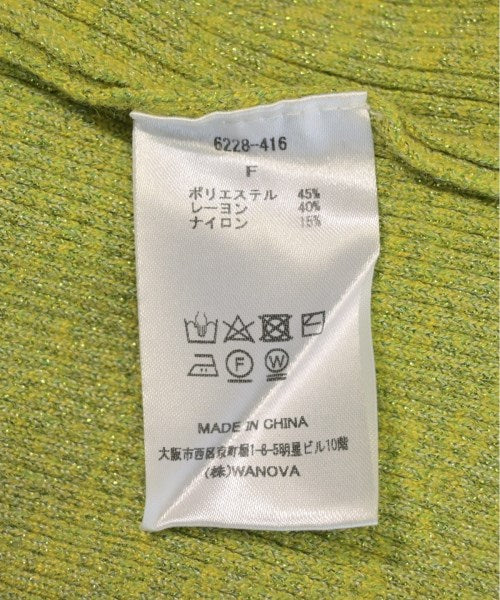 6228-416
F
ポリエステル 45%
レーヨン 40%
ナイロン 15%
F W
MADE IN CHINA
大阪市西区京町堀1-8-5明星ビル10階
(株)WANOVA